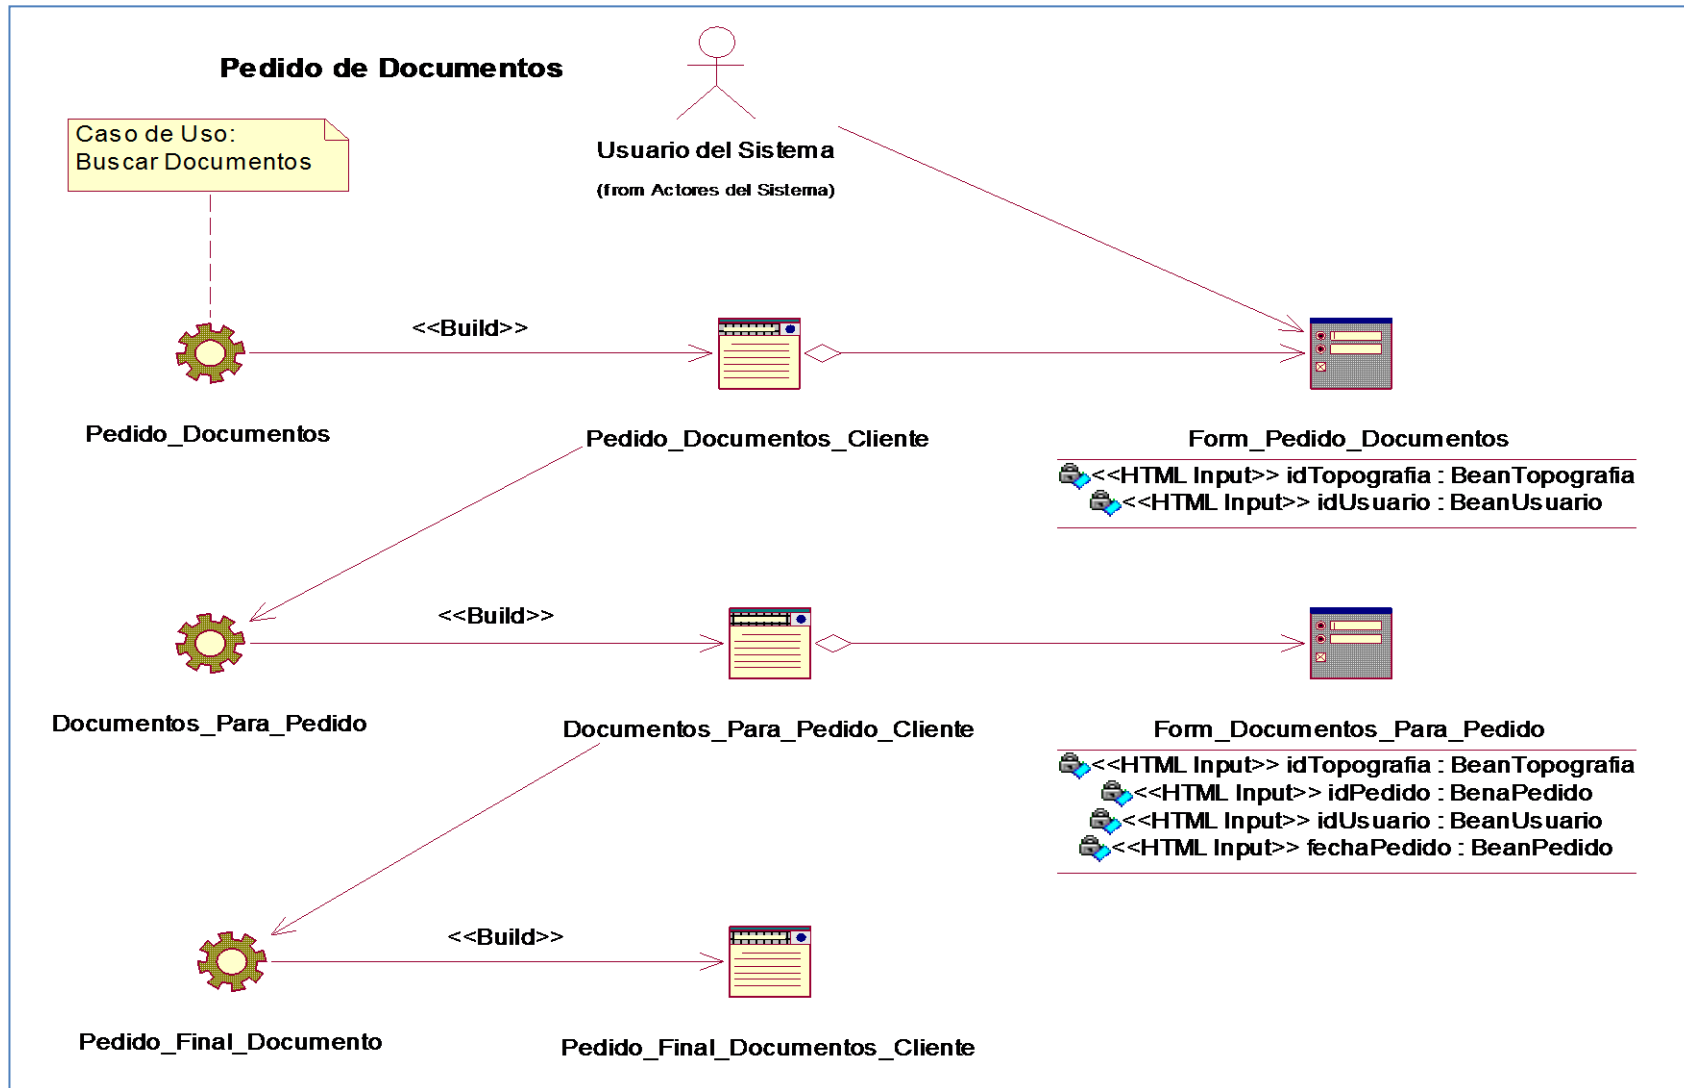 Pedido de Documentos
Caso de Uso:
Buscar Documentos
Usuario del Sistema
(from Actores del Sistema)
<<Build>>
Pedido_Documentos
Pedido_Documentos_Cliente
Form_Pedido_Documentos
<<HTML Input>> idTopografia : BeanTopografia
<<HTML Input>> idUsuario : BeanUsuario
<<Build>>
Documentos_Para_Pedido
Documentos_Para_Pedido_Cliente
Form_Documentos_Para_Pedido
<<HTML Input>> idTopografia : BeanTopografia
<<HTML Input>> idPedido : BenaPedido
<<HTML Input>> idUsuario : BeanUsuario
<<HTML Input>> fechaPedido : BeanPedido
<<Build>>
Pedido_Final_Documento
Pedido_Final_Documentos_Cliente